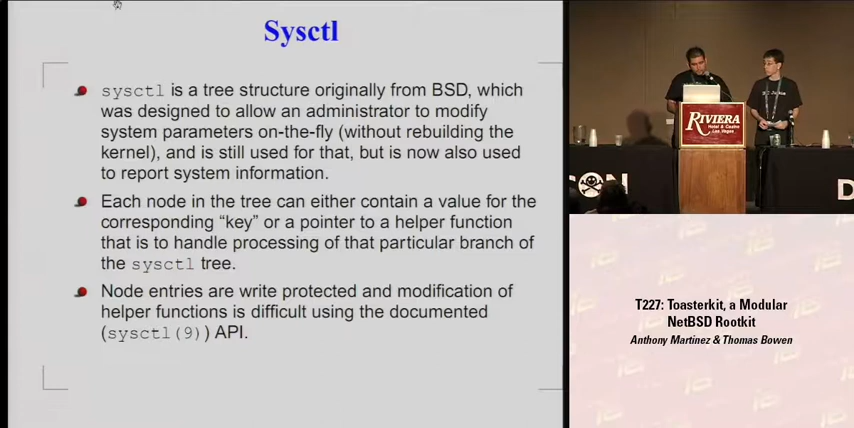 Sysctl
sysctl is a tree structure originally from BSD, which
was designed to allow an administrator to modify
system parameters on-the-fly (without rebuilding the
kernel), and is still used for that, but is now also used
to report system information.
Each node in the tree can either contain a value for the
corresponding “key” or a pointer to a helper function
that is to handle processing of that particular branch of
the sysctl tree.
Node entries are write protected and modification of
helper functions is difficult using the documented
(sysctl(9)) API.
RIVIERA
Hotel & Casino
Las Vegas
CON
D
T227: Toasterkit, a Modular
NetBSD Rootkit
Anthony Martinez & Thomas Bowen